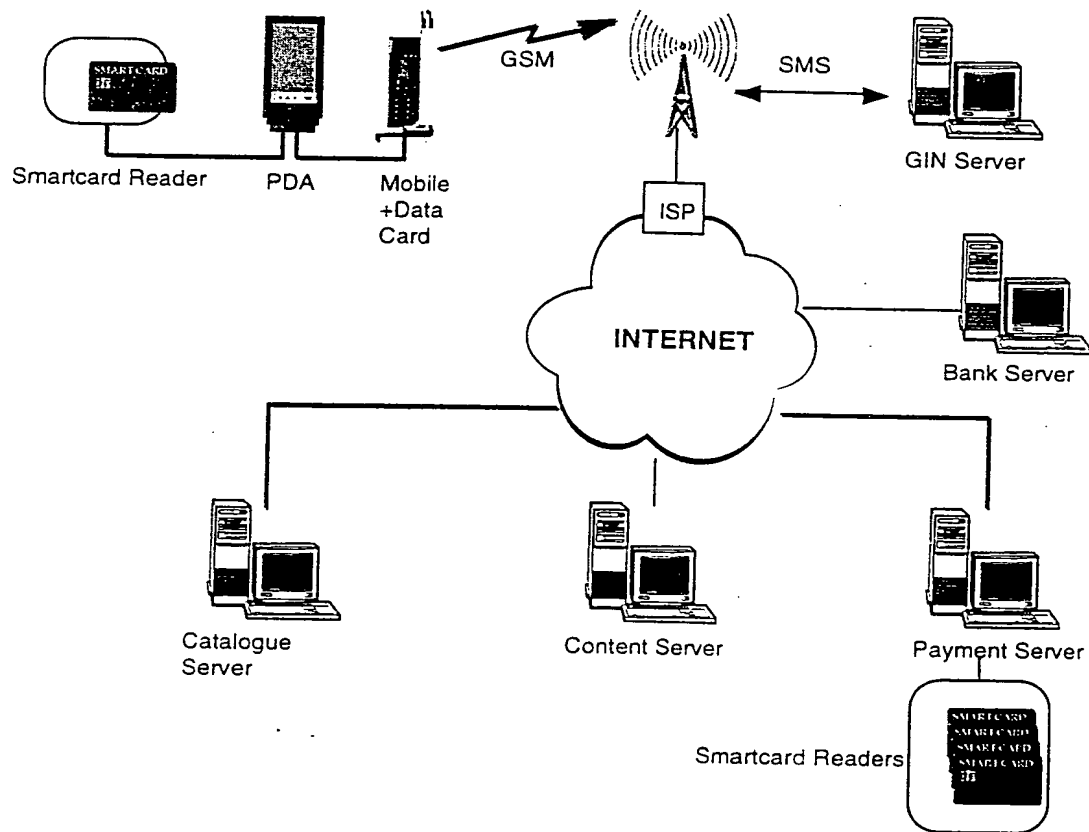 GSM
SMS
SMARTCARD
Smartcard Reader
PDA
Mobile
+Data
Card
GIN Server
ISP
INTERNET
Bank Server
Catalogue
Server
Content Server
Payment Server
Smartcard Readers
SMARTCARD
SMARTCARD
SMARTCARD
SMARTCARD